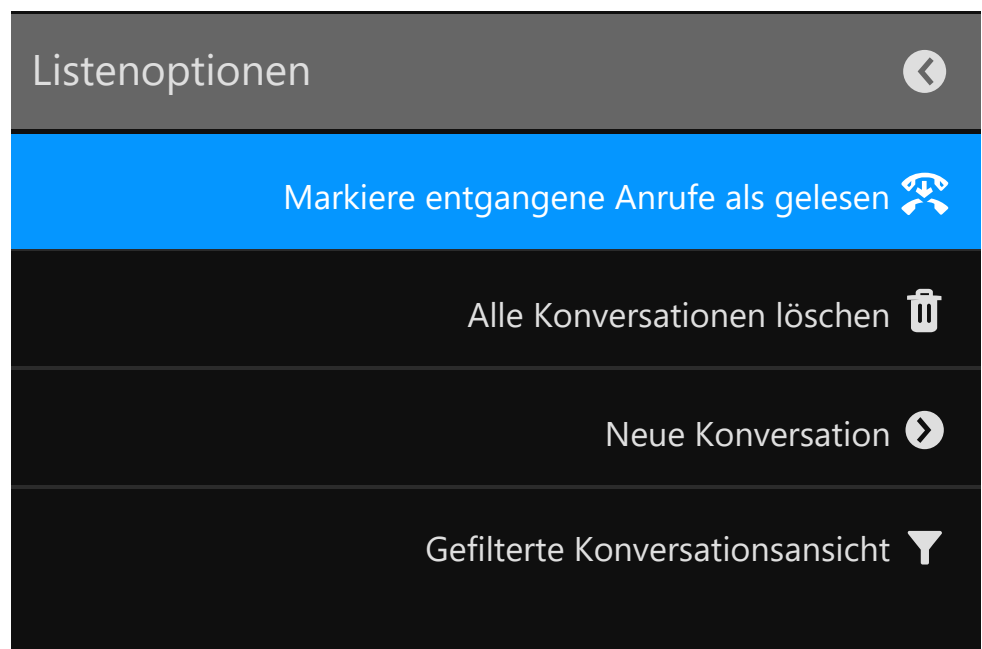 Listenoptionen
Markiere entgangene Anrufe als gelesen
Alle Konversationen löschen
Neue Konversation
Gefilterte Konversationsansicht